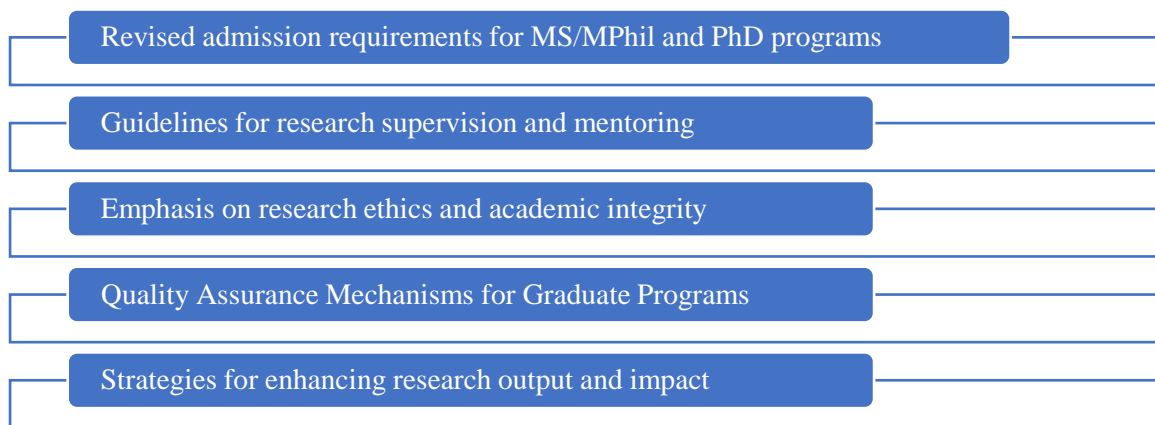 Revised admission requirements for MS/MPhil and PhD programs
Guidelines for research supervision and mentoring
Emphasis on research ethics and academic integrity
Quality Assurance Mechanisms for Graduate Programs
Strategies for enhancing research output and impact